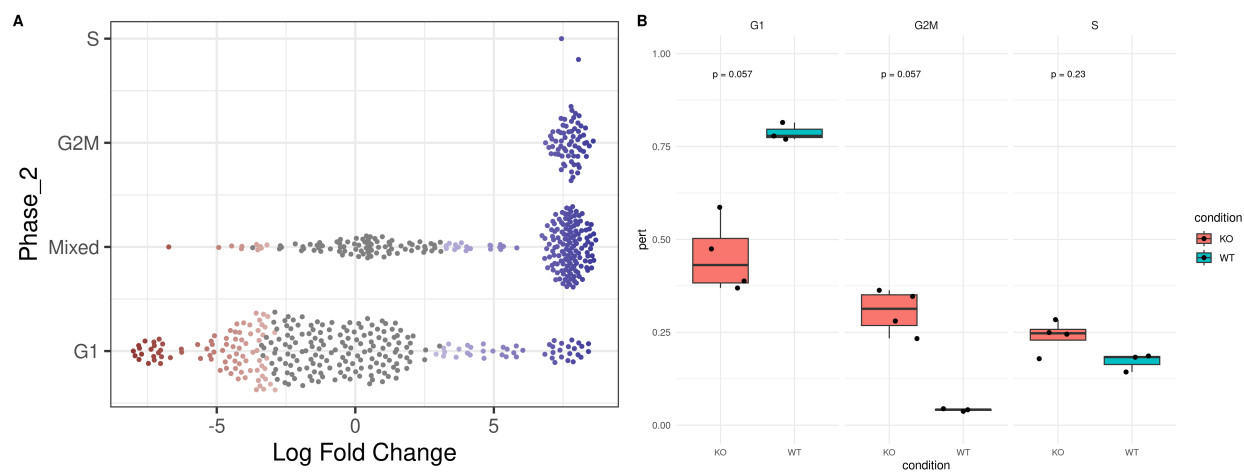 A
S
G2M
Mixed
G1
Phase_2
-5
0
5
Log Fold Change
B
G1
G2M
S
1.00
0.75
0.50
0.25
0.00
pert
p = 0.057
p = 0.057
p = 0.23
KO
WT
KO
WT
KO
WT
condition
condition
KO
WT